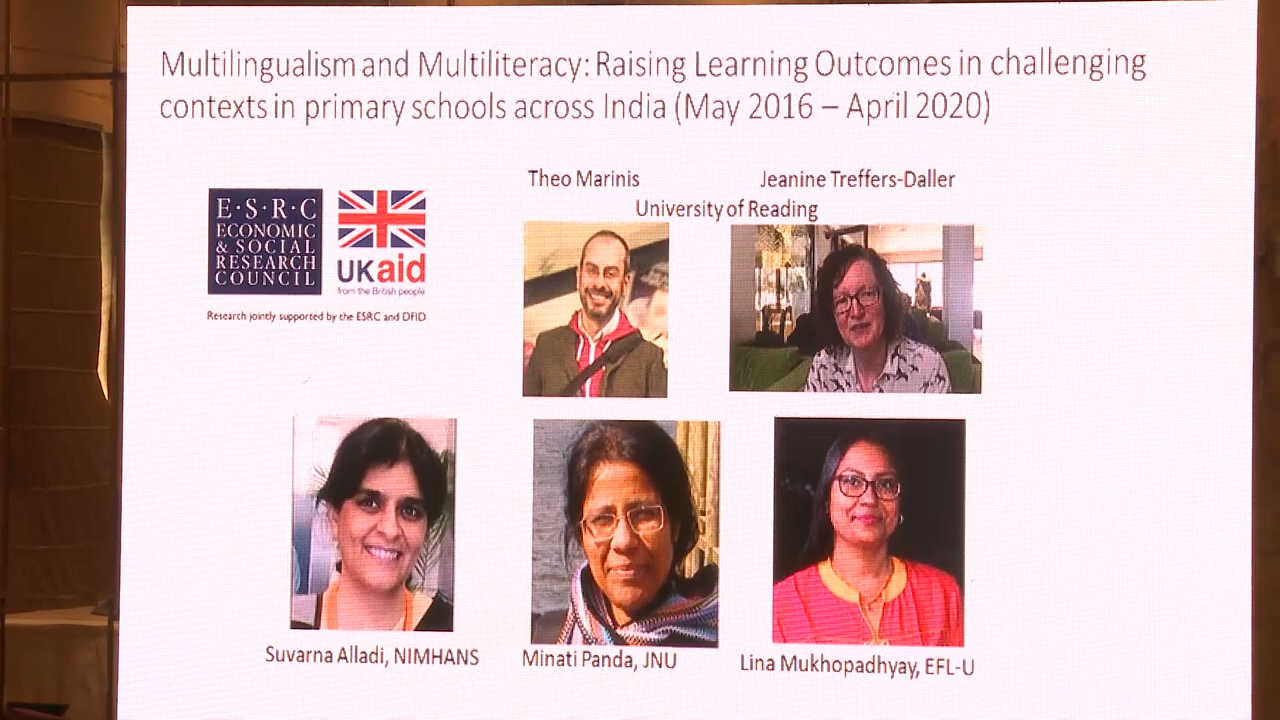 Multilingualism and Multiliteracy: Raising Learning Outcomes in challenging
contexts in primary schools across India (May 2016 – April 2020)
Theo Marinis
Jeanine Treffers-Daller
University of Reading
E·S·R·C
ECONOMIC
& SOCIAL
RESEARCH
COUNCIL
UKaid
from the British people
Research jointly supported by the ESRC and DFID
Suvarna Alladi, NIMHANS
Minati Panda, JNU
Lina Mukhopadhyay, EFL-U